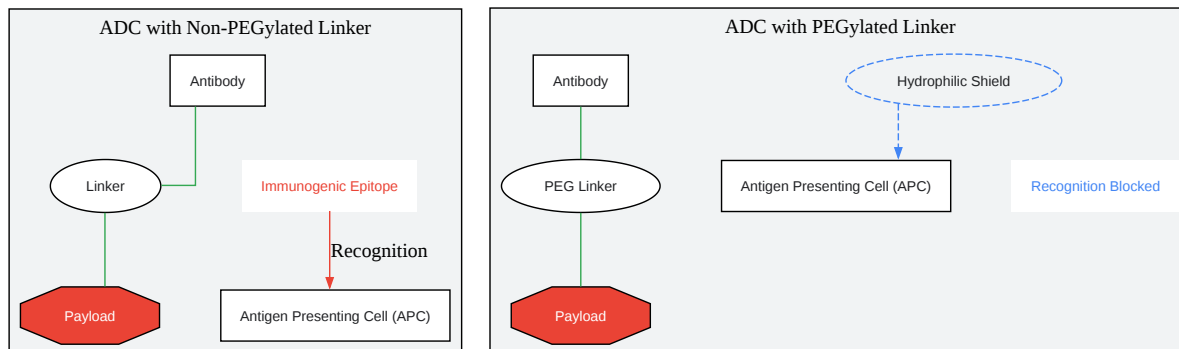 ADC with Non-PEGylated Linker
Antibody
Linker
Immunogenic Epitope
Recognition
Payload
Antigen Presenting Cell (APC)
ADC with PEGylated Linker
Antibody
Hydrophilic Shield
PEG Linker
Antigen Presenting Cell (APC)
Recognition Blocked
Payload